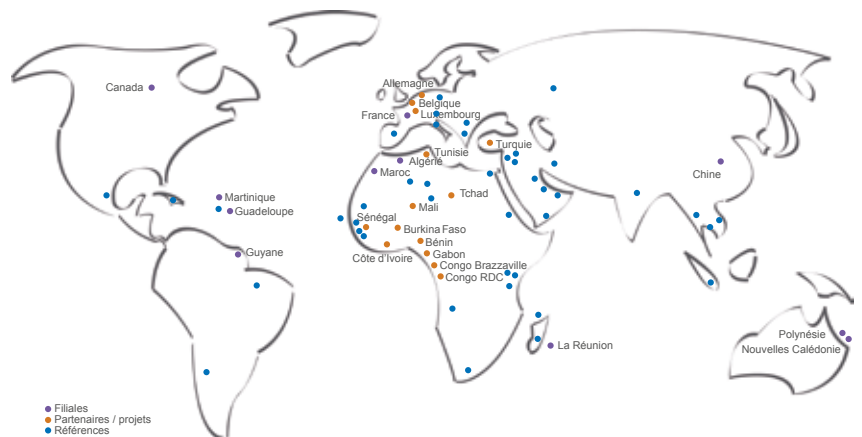 Allemagne
Canada
Belgique
France
Luxembourg
Turquie
Tunisie
Algérie
Chine
Maroc
Martinique
Tchad
Guadeloupe
Mali
Sénégal
Burkina Faso
Bénin
Guyane
Côte d'Ivoire
Gabon
Congo Brazzaville
Congo RDC
Polynésie
La Réunion
Nouvelles Calédonie
Filiales
Partenaires / projets
Références